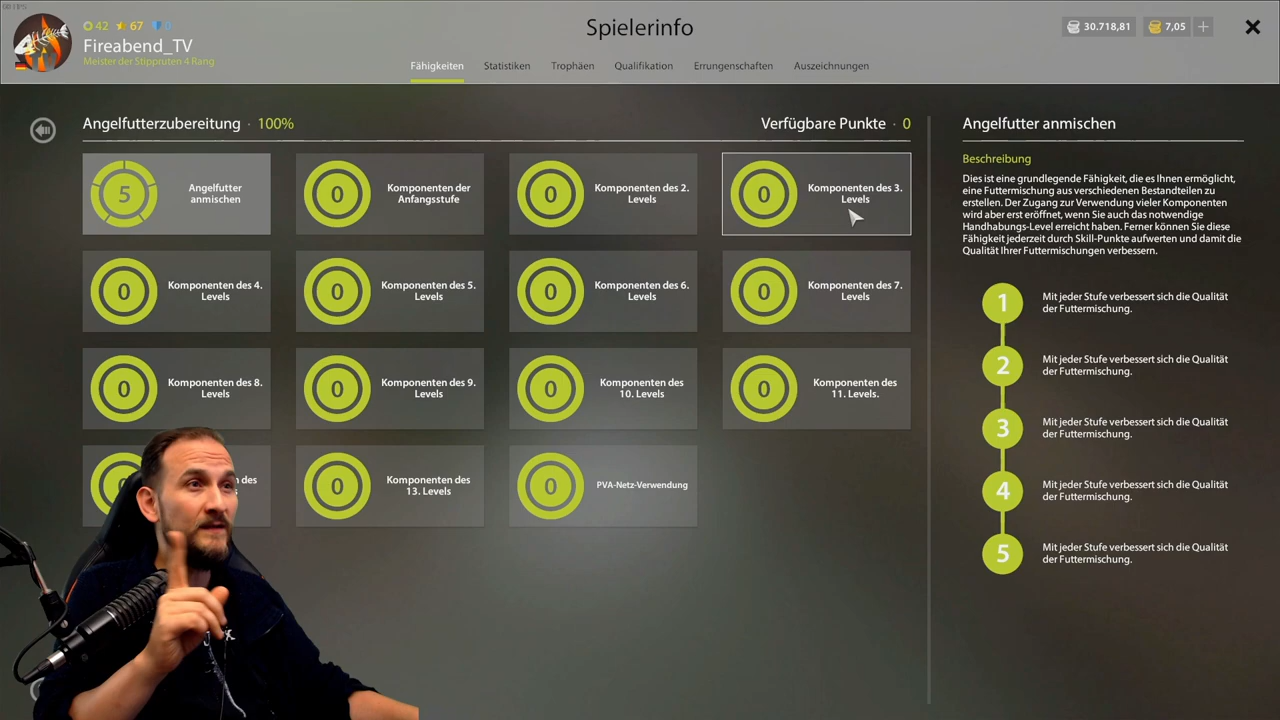 42 67 0
Fireabend_TV
Meister der Stippruten 4 Rang
Spielerinfo
30.718,81
7,05
Fähigkeiten
Statistiken
Trophäen
Qualifikation
Errungenschaften
Auszeichnungen
Angelfutterzubereitung · 100%
Verfügbare Punkte · 0
5
Angelfutter
anmischen
0
Komponenten der
Anfangsstufe
0
Komponenten des 2.
Levels
0
Komponenten des 3.
Levels
0
Komponenten des 4.
Levels
0
Komponenten des 5.
Levels
0
Komponenten des 6.
Levels
0
Komponenten des 7.
Levels
0
Komponenten des 8.
Levels
0
Komponenten des 9.
Levels
0
Komponenten des
10. Levels
0
Komponenten des
11. Levels.
des
0
Komponenten des
13. Levels
0
PVA-Netz-Verwendung
Angelfutter anmischen
Beschreibung
Dies ist eine grundlegende Fähigkeit, die es Ihnen ermöglicht,
eine Futtermischung aus verschiedenen Bestandteilen zu
erstellen. Der Zugang zur Verwendung vieler Komponenten
wird aber erst eröffnet, wenn Sie auch das notwendige
Handhabungs-Level erreicht haben. Ferner können Sie diese
Fähigkeit jederzeit durch Skill-Punkte aufwerten und damit die
Qualität Ihrer Futtermischungen verbessern.
1
Mit jeder Stufe verbessert sich die Qualität
der Futtermischung.
2
Mit jeder Stufe verbessert sich die Qualität
der Futtermischung.
3
Mit jeder Stufe verbessert sich die Qualität
der Futtermischung.
4
Mit jeder Stufe verbessert sich die Qualität
der Futtermischung.
5
Mit jeder Stufe verbessert sich die Qualität
der Futtermischung.